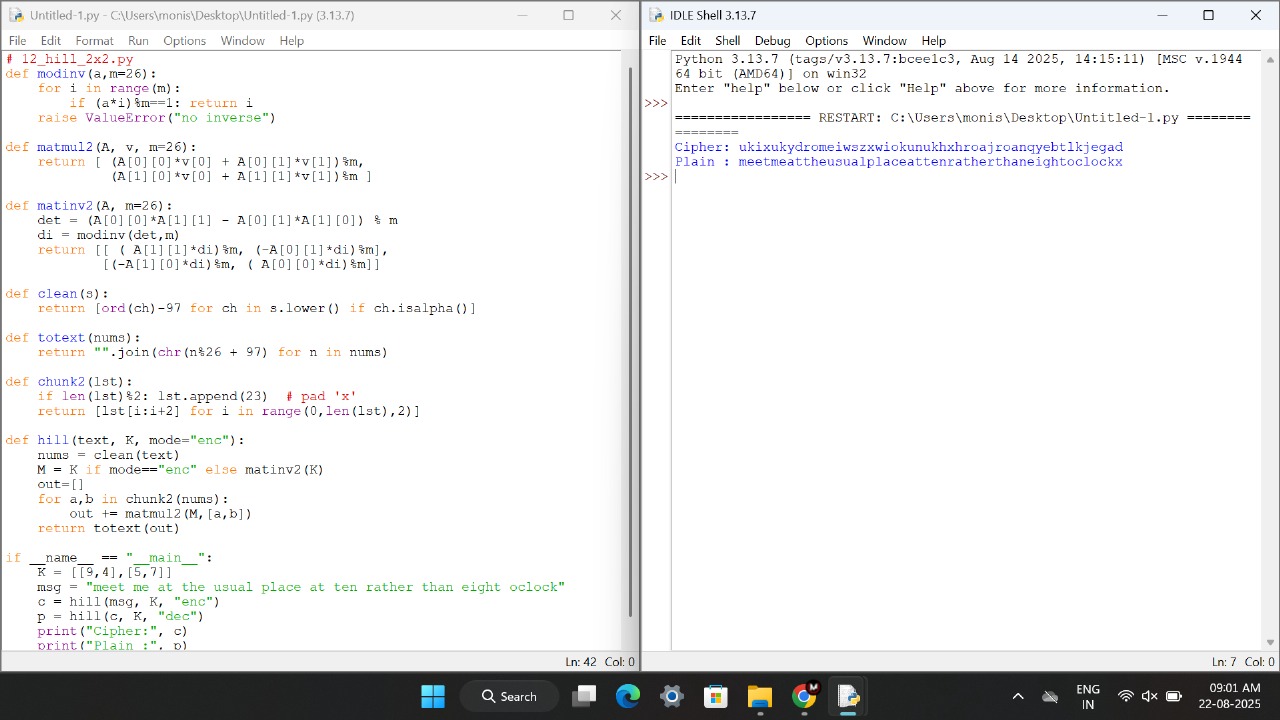 Untitled-1.py - C:\Users\monis\Desktop\Untitled-1.py (3.13.7)
File Edit Format Run Options Window Help
# 12_hill_2x2.py
def modinv(a,m=26):
    for i in range(m):
        if (a*i)%m==1: return i
    raise ValueError("no inverse")

def matmul2(A, v, m=26):
    return [ (A[0][0]*v[0] + A[0][1]*v[1])%m,
             (A[1][0]*v[0] + A[1][1]*v[1])%m ]

def matinv2(A, m=26):
    det = (A[0][0]*A[1][1] - A[0][1]*A[1][0]) % m
    di = modinv(det,m)
    return [[ ( A[1][1]*di)%m, (-A[0][1]*di)%m],
            [(-A[1][0]*di)%m, ( A[0][0]*di)%m]]

def clean(s):
    return [ord(ch)-97 for ch in s.lower() if ch.isalpha()]

def totext(nums):
    return "".join(chr(n%26 + 97) for n in nums)

def chunk2(lst):
    if len(lst)%2: lst.append(23)  # pad 'x'
    return [lst[i:i+2] for i in range(0,len(lst),2)]

def hill(text, K, mode="enc"):
    nums = clean(text)
    M = K if mode=="enc" else matinv2(K)
    out=[]
    for a,b in chunk2(nums):
        out += matmul2(M,[a,b])
    return totext(out)

if __name__ == "__main__":
    K = [[9,4],[5,7]]
    msg = "meet me at the usual place at ten rather than eight oclock"
    c = hill(msg, K, "enc")
    p = hill(c, K, "dec")
    print("Cipher:", c)
    print("Plain :", p)
Ln: 42 Col: 0
IDLE Shell 3.13.7
File Edit Shell Debug Options Window Help
Python 3.13.7 (tags/v3.13.7:bcee1c3, Aug 14 2025, 14:15:11) [MSC v.1944
64 bit (AMD64)] on win32
Enter "help" below or click "Help" above for more information.
>>>
================= RESTART: C:\Users\monis\Desktop\Untitled-1.py ========
========
Cipher: ukixukydromeiwszxwiokunukhxhroajroanqyebtlkjegad
Plain : meetmeattheusualplaceattenratherthaneightoclockx
>>>
Ln: 7 Col: 0
Search
M
ENG
IN
09:01 AM
22-08-2025